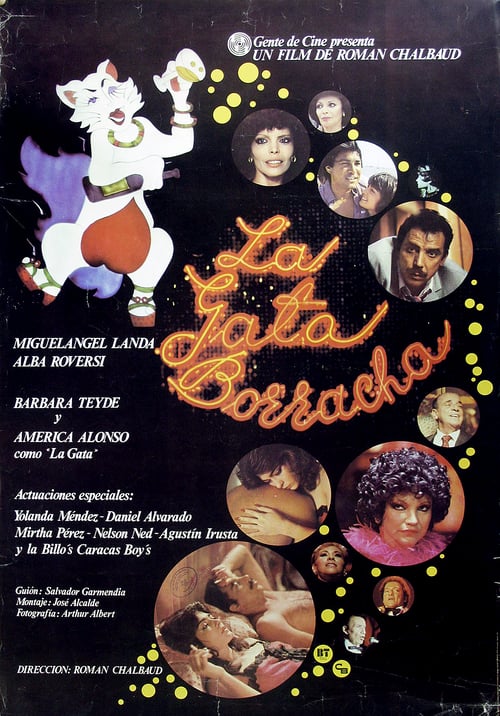 Gente de Cine presenta
UN FILM DE ROMAN CHALBAUD
La
Gata
Borracha
MIGUELANGEL LANDA
ALBA ROVERSI
BARBARA TEYDE
y
AMERICA ALONSO
como "La Gata"
Actuaciones especiales:
Yolanda Méndez-Daniel Alvarado
Mirtha Pérez-Nelson Ned-Agustín Irusta
y la Billo's Caracas Boy's
Guión: Salvador Garmendia
Montaje: José Alcalde
Fotografía: Arthur Albert
DIRECCION: ROMAN CHALBAUD
BT
CB